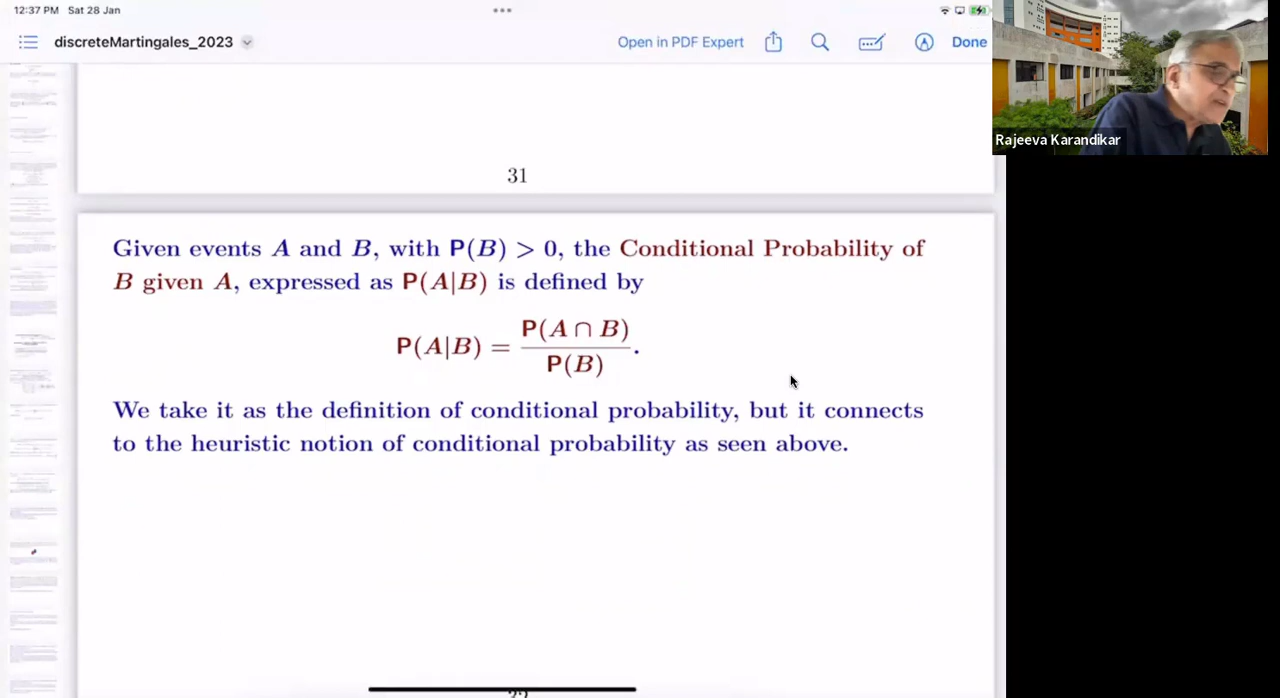 12:37 PM Sat 28 Jan
discreteMartingales_2023
Open in PDF Expert
Done
Rajeeva Karandikar
31
Given events A and B, with P(B) > 0, the Conditional Probability of
B given A, expressed as P(A|B) is defined by
P(A|B) = P(A ∩ B) / P(B).
We take it as the definition of conditional probability, but it connects
to the heuristic notion of conditional probability as seen above.